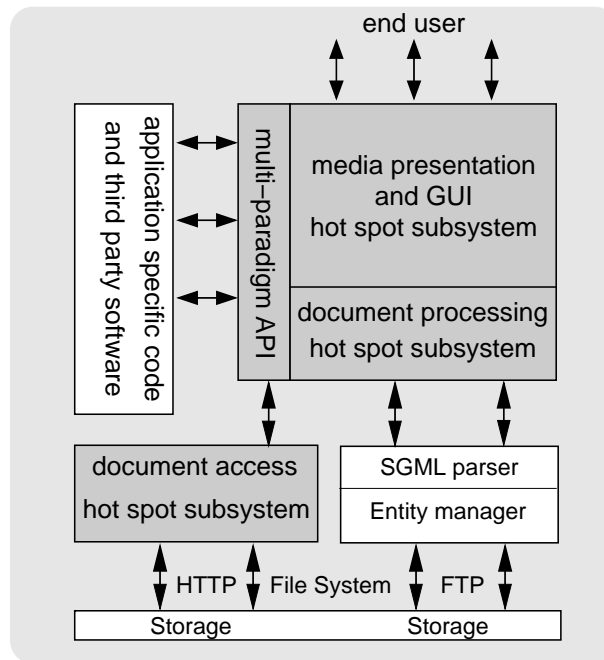 end user
application specific code
and third party software
multi−paradigm API
media presentation
and GUI
hot spot subsystem
document processing
hot spot subsystem
document access
hot spot subsystem
SGML parser
Entity manager
HTTP File System FTP
Storage Storage